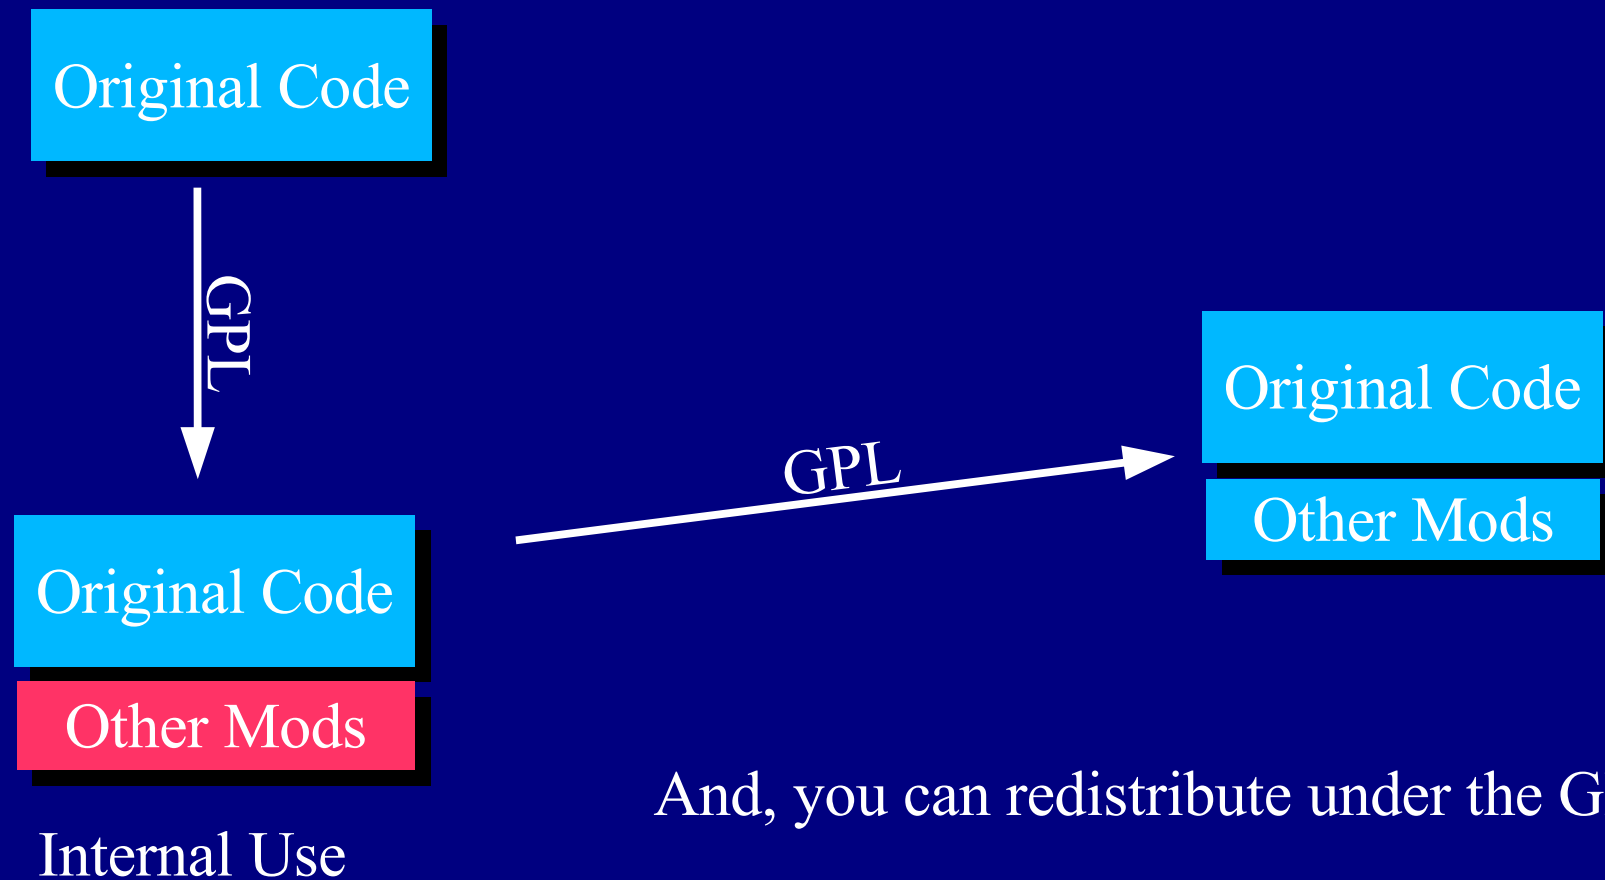 Original Code
GPL
Original Code
Other Mods
Internal Use
GPL
Original Code
Other Mods
And, you can redistribute under the G